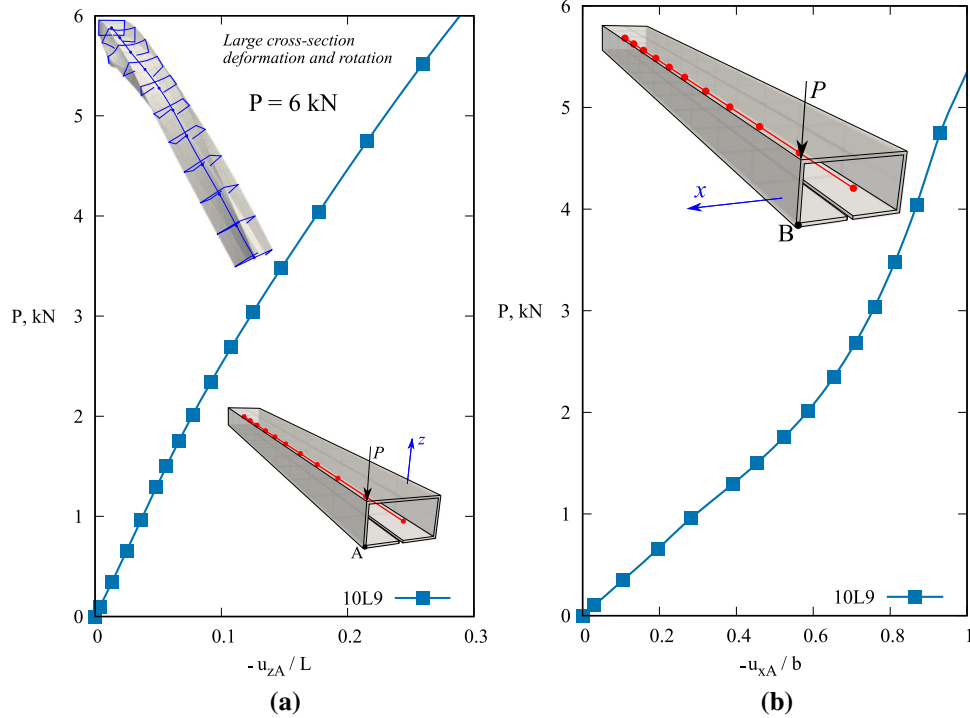 6
5
4
3
2
1
0
P, kN
Large cross-section
deformation and rotation
P = 6 kN
P
z
A
10L9
0
0.1
0.2
0.3
- u_zA / L
(a)
6
5
4
3
2
1
0
P, kN
P
x
B
10L9
0
0.2
0.4
0.6
0.8
1
-u_xA / b
(b)